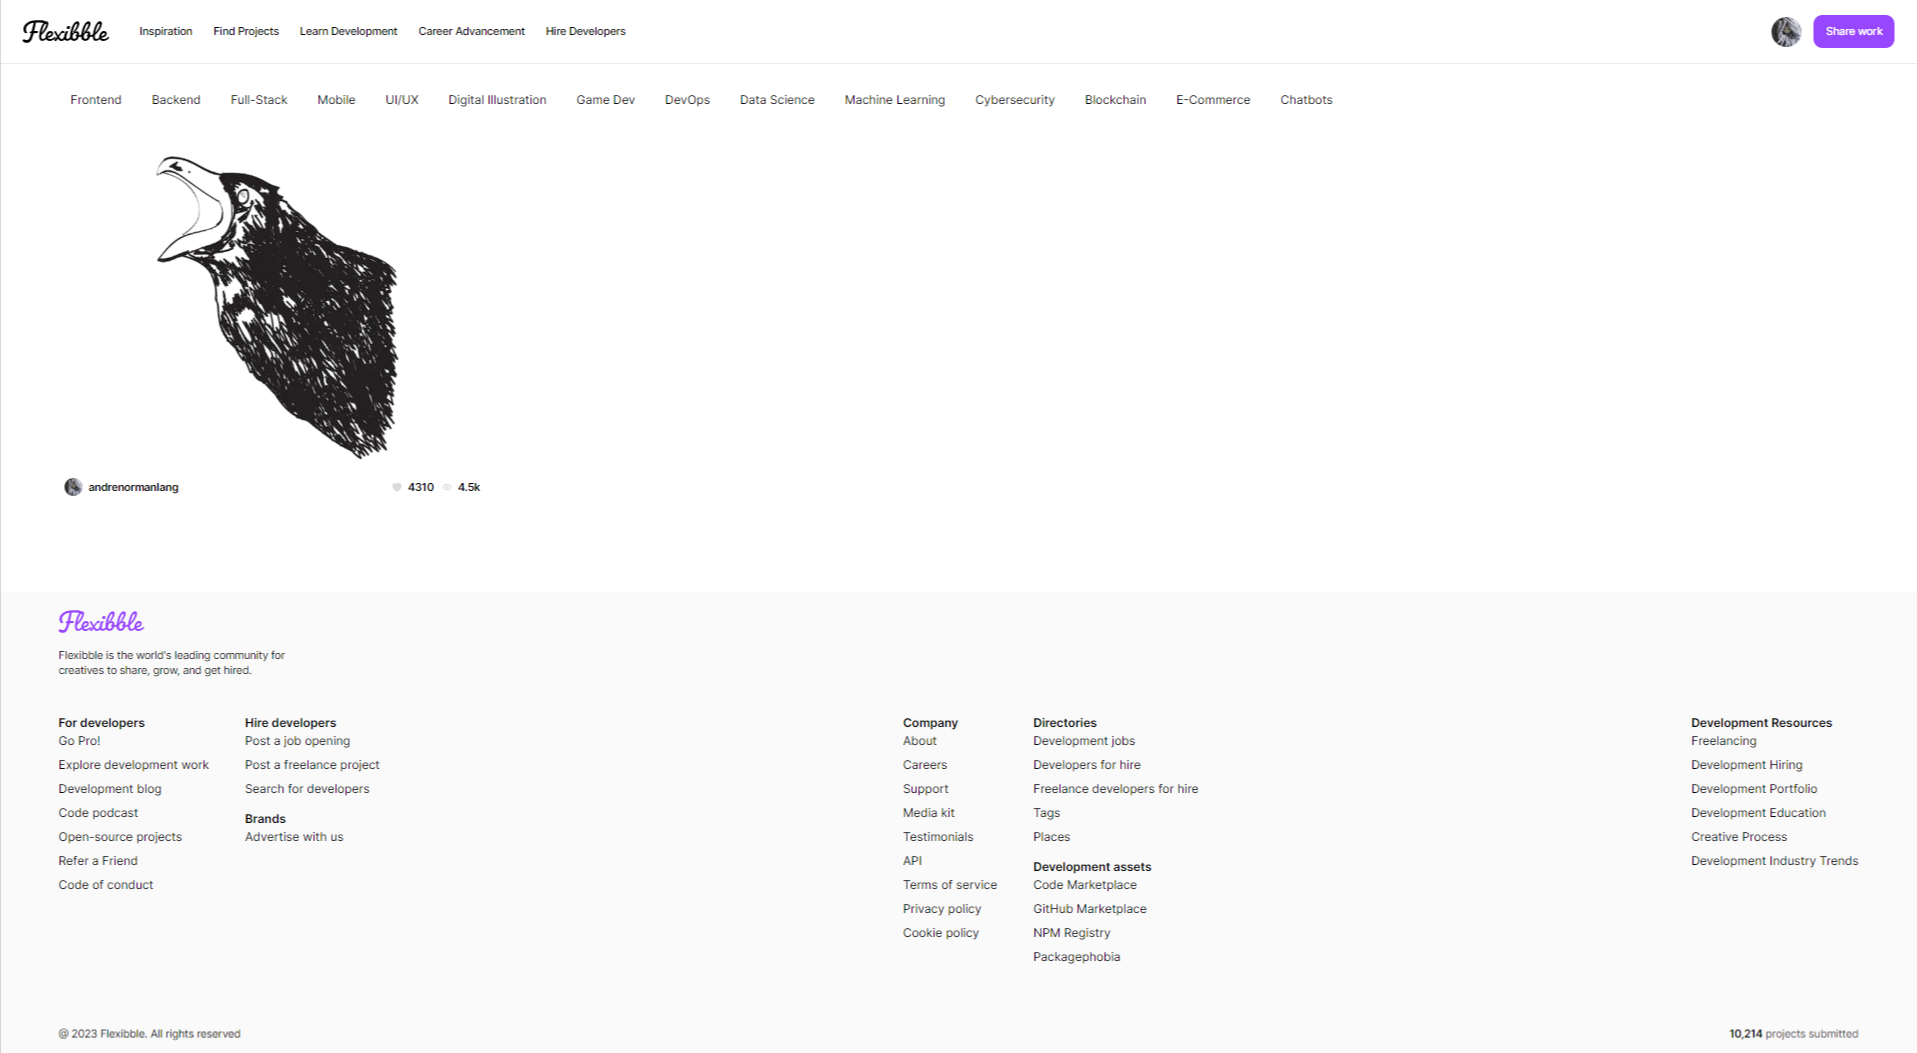 Flexibble Inspiration Find Projects Learn Development Career Advancement Hire Developers Share work
Frontend Backend Full-Stack Mobile UI/UX Digital Illustration Game Dev DevOps Data Science Machine Learning Cybersecurity Blockchain E-Commerce Chatbots
andrenormanlang 4310 4.5k
Flexibble
Flexibble is the world's leading community for
creatives to share, grow, and get hired.
For developers
Go Pro!
Explore development work
Development blog
Code podcast
Open-source projects
Refer a Friend
Code of conduct
Hire developers
Post a job opening
Post a freelance project
Search for developers
Brands
Advertise with us
Company
About
Careers
Support
Media kit
Testimonials
API
Terms of service
Privacy policy
Cookie policy
Directories
Development jobs
Developers for hire
Freelance developers for hire
Tags
Places
Development assets
Code Marketplace
GitHub Marketplace
NPM Registry
Packagephobia
Development Resources
Freelancing
Development Hiring
Development Portfolio
Development Education
Creative Process
Development Industry Trends
@ 2023 Flexibble. All rights reserved
10,214 projects submitted